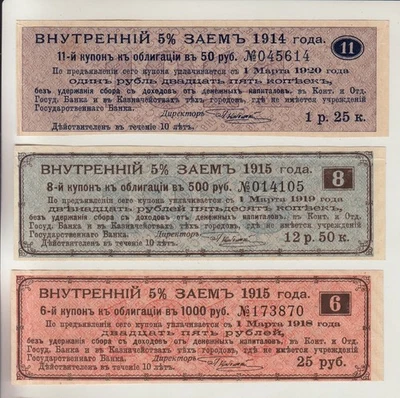 ВНУТРЕННІЙ 5% ЗАЕМЪ 1914 года.
11
11-й купонъ къ облигаціи въ 50 руб. №045614
По предъявленіи сего купона уплачивается съ 1 Марта 1920 года
одинъ рубль двадцать пять копѣекъ,
безъ удержанія сбора съ доходовъ отъ денежныхъ капиталовъ, въ Конт. и Отд.
Госуд. Банка и въ Казначействахъ тѣхъ городовъ, гдѣ не имѣется учрежденій
Государственнаго Банка.
Директоръ
1 р. 25 к.
Дѣйствителенъ въ теченіе 10 лѣтъ.
ВНУТРЕННІЙ 5% ЗАЕМЪ 1915 года.
8
8-й купонъ къ облигаціи въ 500 руб. №014105
По предъявленіи сего купона уплачивается съ 1 Марта 1919 года
двѣнадцать рублей пятьдесятъ копѣекъ,
безъ удержанія сбора съ доходовъ отъ денежныхъ капиталовъ, въ Конт. и Отд.
Госуд. Банка и въ Казначействахъ тѣхъ городовъ, гдѣ не имѣется учрежденій
Государственнаго Банка.
Дѣйствителенъ въ теченіе 10 лѣтъ.
Директоръ
12 р. 50 к.
ВНУТРЕННІЙ 5% ЗАЕМЪ 1915 года.
6
6-й купонъ къ облигаціи въ 1000 руб. №173870
По предъявленіи сего купона уплачивается съ 1 Марта 1918 года
двадцать пять рублей,
безъ удержанія сбора съ доходовъ отъ денежныхъ капиталовъ, въ Конт. и Отд.
Госуд. Банка и въ Казначействахъ тѣхъ городовъ, гдѣ не имѣется учрежденій
Государственнаго Банка.
Дѣйствителенъ въ теченіе 10 лѣтъ.
Директоръ
25 руб.